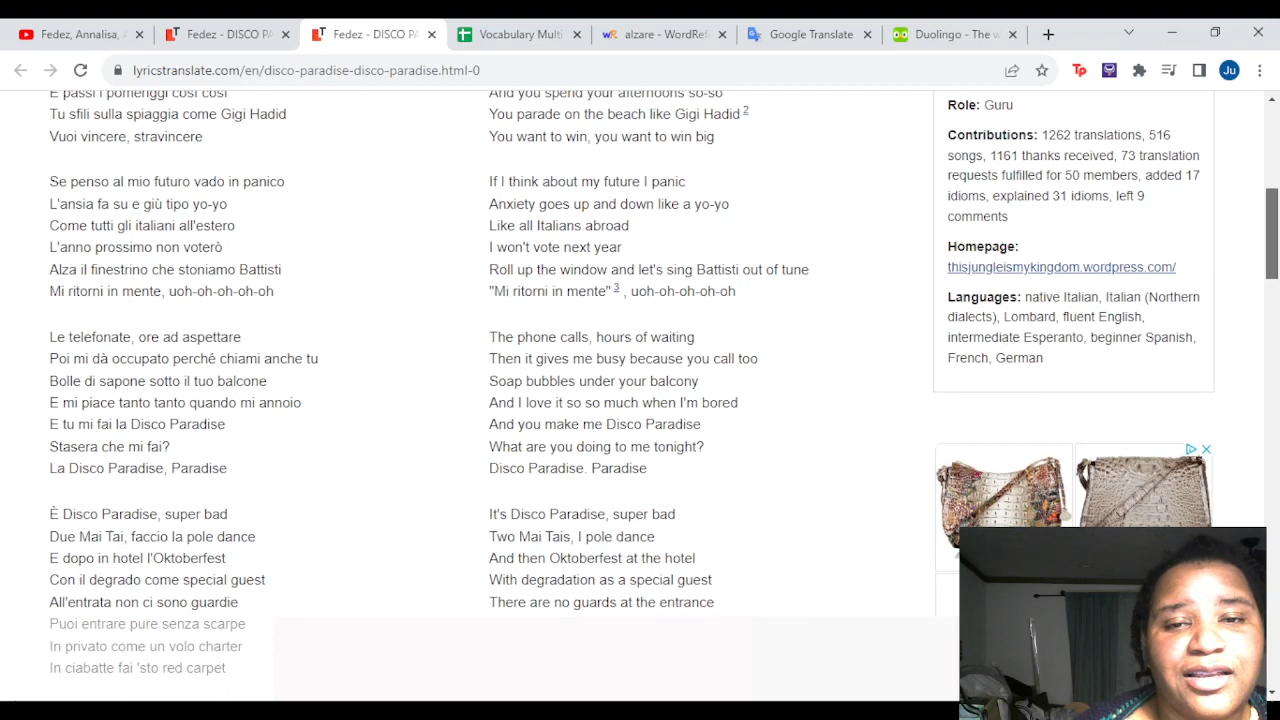 Fedez, Annalisa,
Fedez - DISCO PA
Fedez - DISCO PA
Vocabulary Multi
alzare - WordRef
Google Translate
Duolingo - The w
lyricstranslate.com/en/disco-paradise-disco-paradise.html-0
Tp
Ju
E passi i pomeriggi così così
Tu sfili sulla spiaggia come Gigi Hadid
Vuoi vincere, stravincere
Se penso al mio futuro vado in panico
L'ansia fa su e giù tipo yo-yo
Come tutti gli italiani all'estero
L'anno prossimo non voterò
Alza il finestrino che stoniamo Battisti
Mi ritorni in mente, uoh-oh-oh-oh-oh
Le telefonate, ore ad aspettare
Poi mi dà occupato perché chiami anche tu
Bolle di sapone sotto il tuo balcone
E mi piace tanto tanto quando mi annoio
E tu mi fai la Disco Paradise
Stasera che mi fai?
La Disco Paradise, Paradise
È Disco Paradise, super bad
Due Mai Tai, faccio la pole dance
E dopo in hotel l'Oktoberfest
Con il degrado come special guest
All'entrata non ci sono guardie
Puoi entrare pure senza scarpe
In privato come un volo charter
In ciabatte fai 'sto red carpet
And you spend your afternoons so-so
You parade on the beach like Gigi Hadid 2
You want to win, you want to win big
If I think about my future I panic
Anxiety goes up and down like a yo-yo
Like all Italians abroad
I won't vote next year
Roll up the window and let's sing Battisti out of tune
"Mi ritorni in mente" 3 , uoh-oh-oh-oh-oh
The phone calls, hours of waiting
Then it gives me busy because you call too
Soap bubbles under your balcony
And I love it so so much when I'm bored
And you make me Disco Paradise
What are you doing to me tonight?
Disco Paradise. Paradise
It's Disco Paradise, super bad
Two Mai Tais, I pole dance
And then Oktoberfest at the hotel
With degradation as a special guest
There are no guards at the entrance
Role: Guru
Contributions: 1262 translations, 516
songs, 1161 thanks received, 73 translation
requests fulfilled for 50 members, added 17
idioms, explained 31 idioms, left 9
comments
Homepage:
thisjungleismykingdom.wordpress.com/
Languages: native Italian, Italian (Northern
dialects), Lombard, fluent English,
intermediate Esperanto, beginner Spanish,
French, German